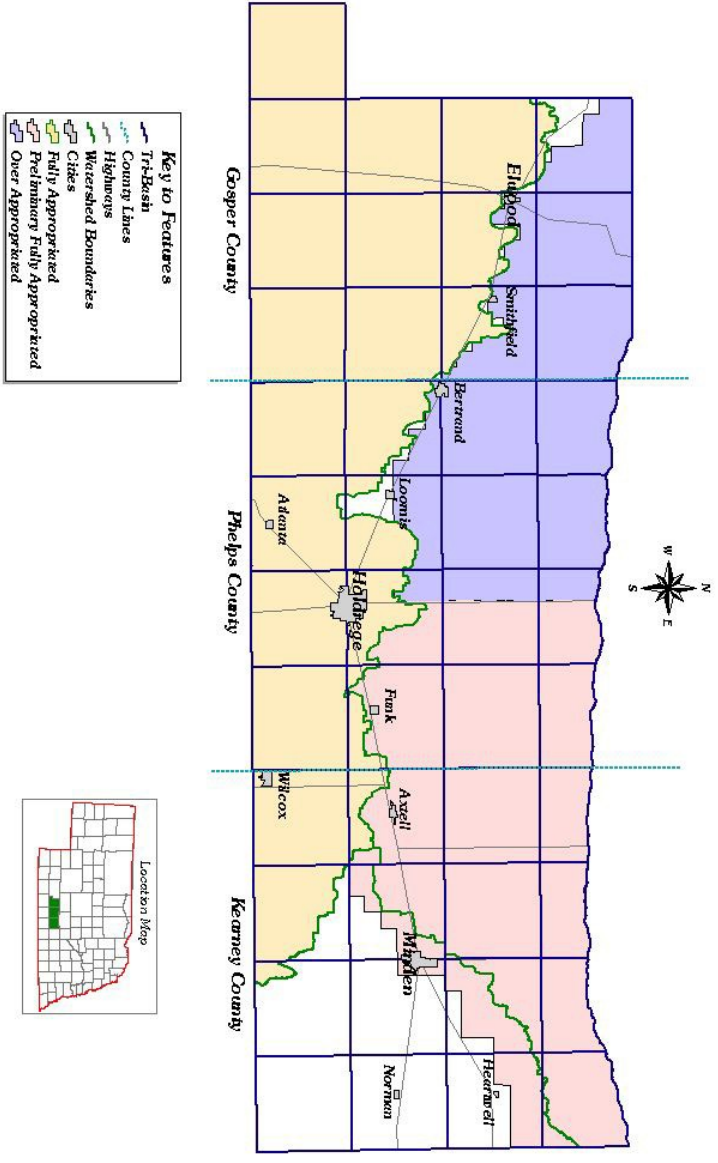 N
W
E
S
Elwood
Smithfield
Bertrand
Loomis
Atlanta
Holdrege
Funk
Wilcox
Axtell
Minden
Heartwell
Norman
Gosper County
Phelps County
Kearney County
Key to Features
Tri-Basin
County Lines
Highways
Watershed Boundaries
Cities
Fully Appropriated
Preliminary Fully Appropriated
Over Appropriated
Location Map